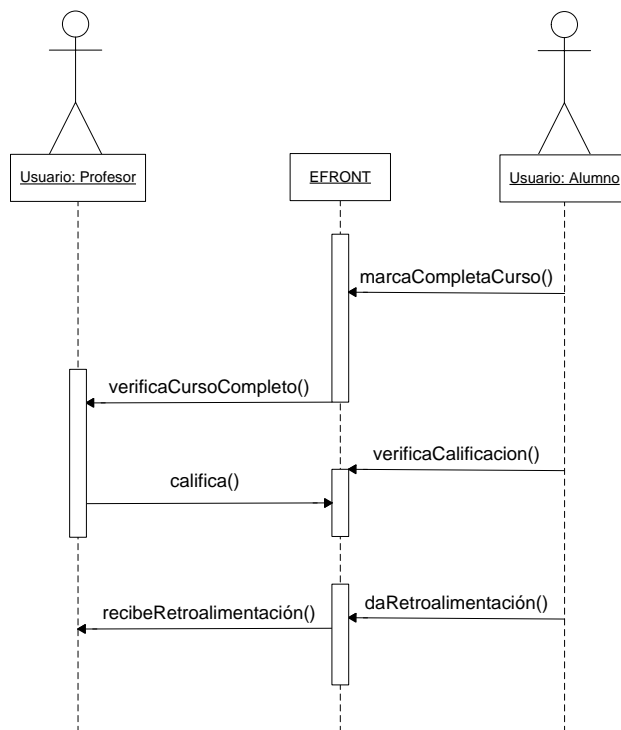 Usuario: Profesor
EFRONT
Usuario: Alumno
marcaCompletaCurso()
verificaCursoCompleto()
verificaCalificacion()
califica()
daRetroalimentación()
recibeRetroalimentación()